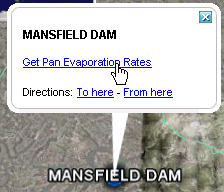 MANSFIELD DAM
Get Pan Evaporation Rates
Directions: To here - From here
MANSFIELD DAM